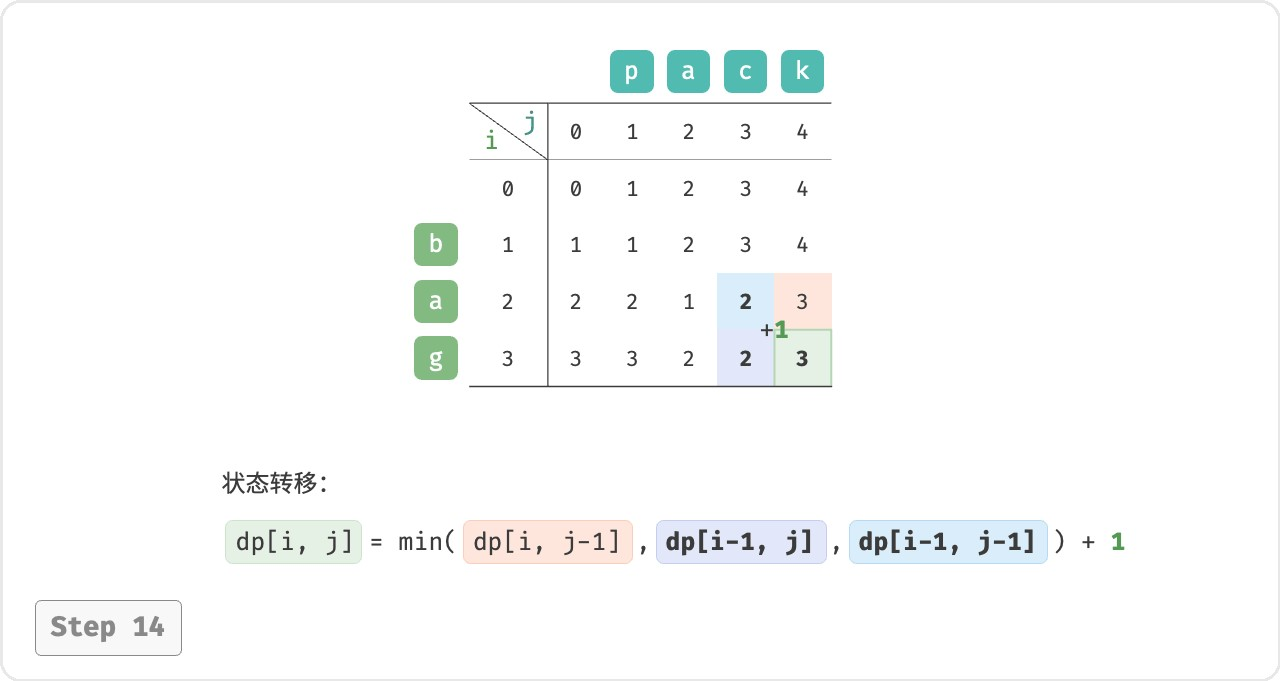 p a c k
i j 0 1 2 3 4
0 0 1 2 3 4
b 1 1 1 2 3 4
a 2 2 2 1 2 3
+1
g 3 3 3 2 2 3
状态转移：
dp[i, j] = min( dp[i, j-1] , dp[i-1, j] , dp[i-1, j-1] ) + 1
Step 14